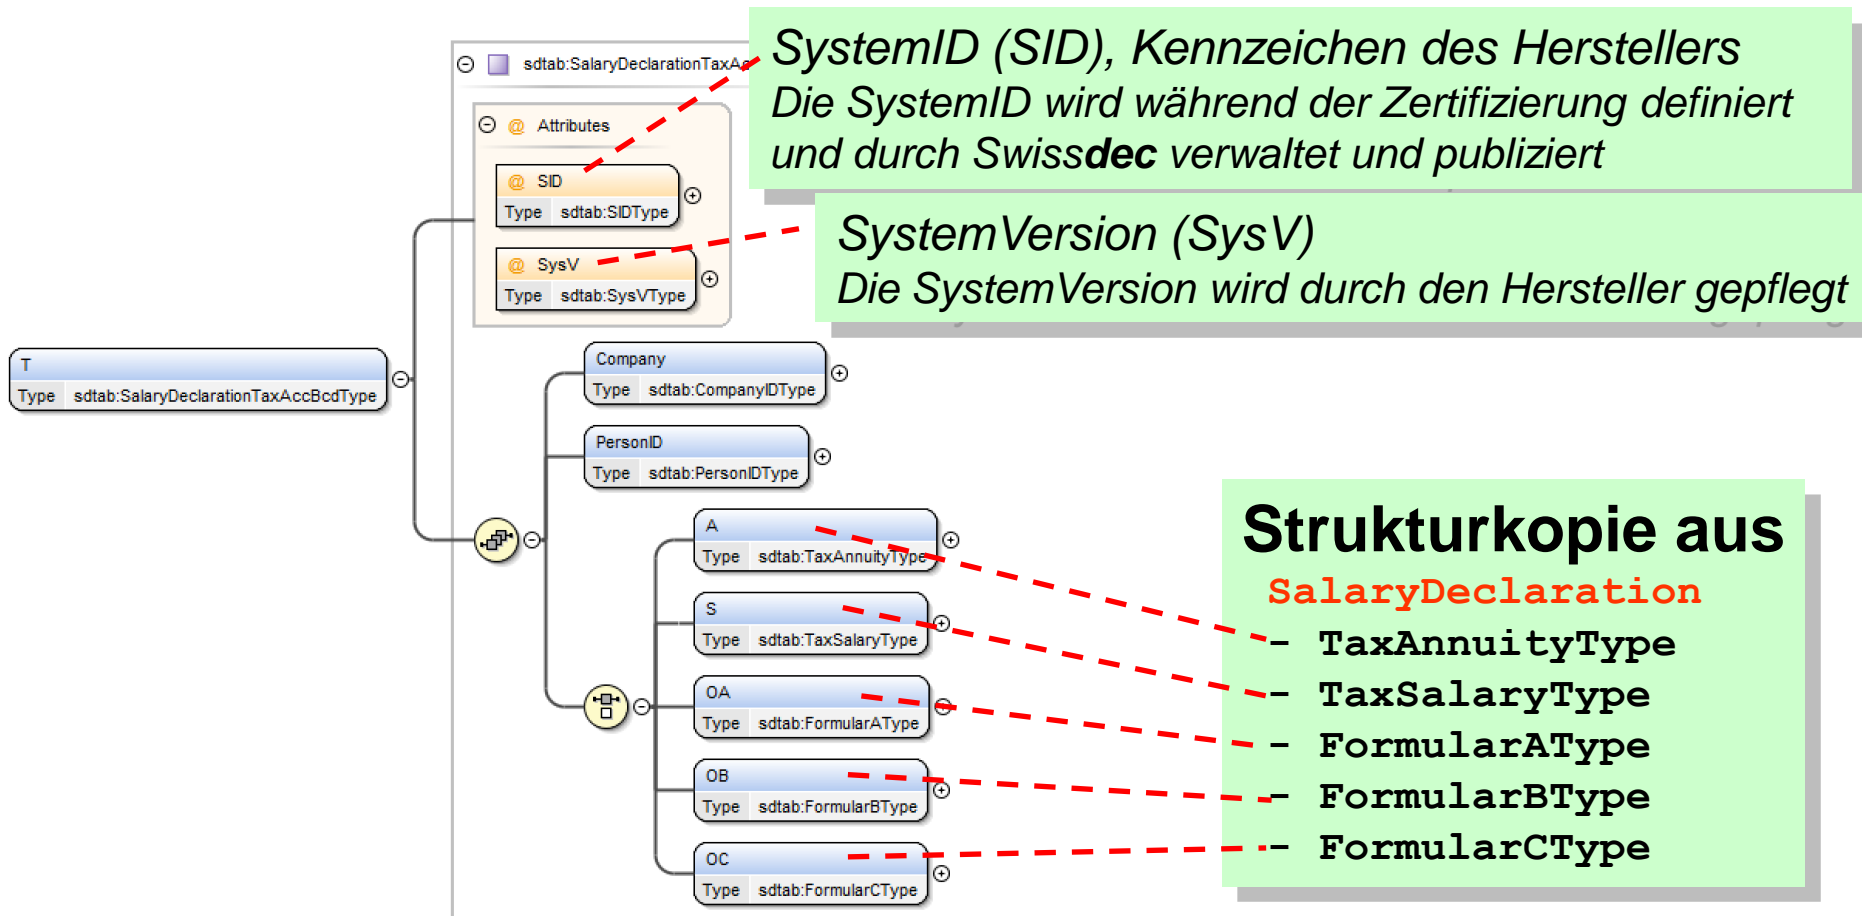 SystemID (SID), Kennzeichen des Herstellers
Die SystemID wird während der Zertifizierung definiert
und durch Swissdec verwaltet und publiziert
sdtab:SalaryDeclarationTaxAc
@ Attributes
@ SID
Type sdtab:SIDType
SystemVersion (SysV)
Die SystemVersion wird durch den Hersteller gepflegt
@ SysV
Type sdtab:SysVType
T
Type sdtab:SalaryDeclarationTaxAccBcdType
Company
Type sdtab:CompanyIDType
PersonID
Type sdtab:PersonIDType
A
Type sdtab:TaxAnnuityType
S
Type sdtab:TaxSalaryType
OA
Type sdtab:FormularAType
OB
Type sdtab:FormularBType
OC
Type sdtab:FormularCType
Strukturkopie aus
SalaryDeclaration
- TaxAnnuityType
- TaxSalaryType
- FormularAType
- FormularBType
- FormularCType